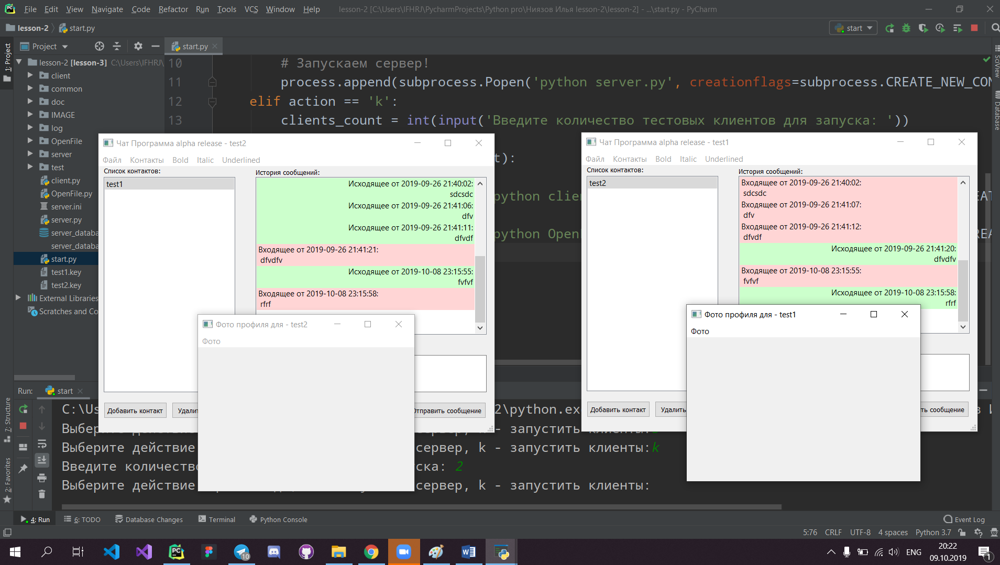 File Edit View Navigate Code Refactor Run Tools VCS Window Help lesson-2 [C:\Users\IFHRJ\PycharmProjects\Python pro\Ниязов Илья lesson-2\lesson-2] - ...\start.py - PyCharm
lesson-2 start.py start
1: Project
Project
start.py
SciView
Database
lesson-2 [lesson-3] C:\Users\IFHRJ\
client
common
doc
IMAGE
log
OpenFile
server
test
client.py
OpenFile.py
server.ini
server.py
server_databa
server_databa
start.py
test1.key
test2.key
External Libraries
Scratches and Co
10 # Запускаем сервер!
11 process.append(subprocess.Popen('python server.py', creationflags=subprocess.CREATE_NEW_CON
12 elif action == 'k':
13 clients_count = int(input('Введите количество тестовых клиентов для запуска: '))
t):
python clie
python Open
Чат Программа alpha release - test2
Файл Контакты Bold Italic Underlined
Список контактов:
test1
История сообщений:
Исходящее от 2019-09-26 21:40:02:
sdcsdc
Исходящее от 2019-09-26 21:41:06:
dfv
Исходящее от 2019-09-26 21:41:11:
dfvdf
Входящее от 2019-09-26 21:41:21:
dfvdfv
Исходящее от 2019-10-08 23:15:55:
fvfvf
Входящее от 2019-10-08 23:15:58:
rfrf
Добавить контакт Удалит Отправить сообщение
Фото профиля для - test2
Фото
Чат Программа alpha release - test1
Файл Контакты Bold Italic Underlined
Список контактов:
test2
История сообщений:
Входящее от 2019-09-26 21:40:02:
sdcsdc
Входящее от 2019-09-26 21:41:07:
dfv
Входящее от 2019-09-26 21:41:12:
dfvdf
Исходящее от 2019-09-26 21:41:20:
dfvdfv
Входящее от 2019-10-08 23:15:55:
fvfvf
Исходящее от 2019-10-08 23:15:58:
rfrf
Добавить контакт Удалить ть сообщение
Фото профиля для - test1
Фото
Run: start
7: Structure
2: Favorites
C:\Us 2\python.ex
Выбер сервер, k - запустить клиенты:
Выберите действие сервер, k - запустить клиенты:k
Введите количество ска: 2
Выберите действие сервер, k - запустить клиенты:
4: Run 6: TODO Database Changes Terminal Python Console Event Log
5:76 CRLF UTF-8 4 spaces Python 3.7
10
ENG
20:22
09.10.2019
1